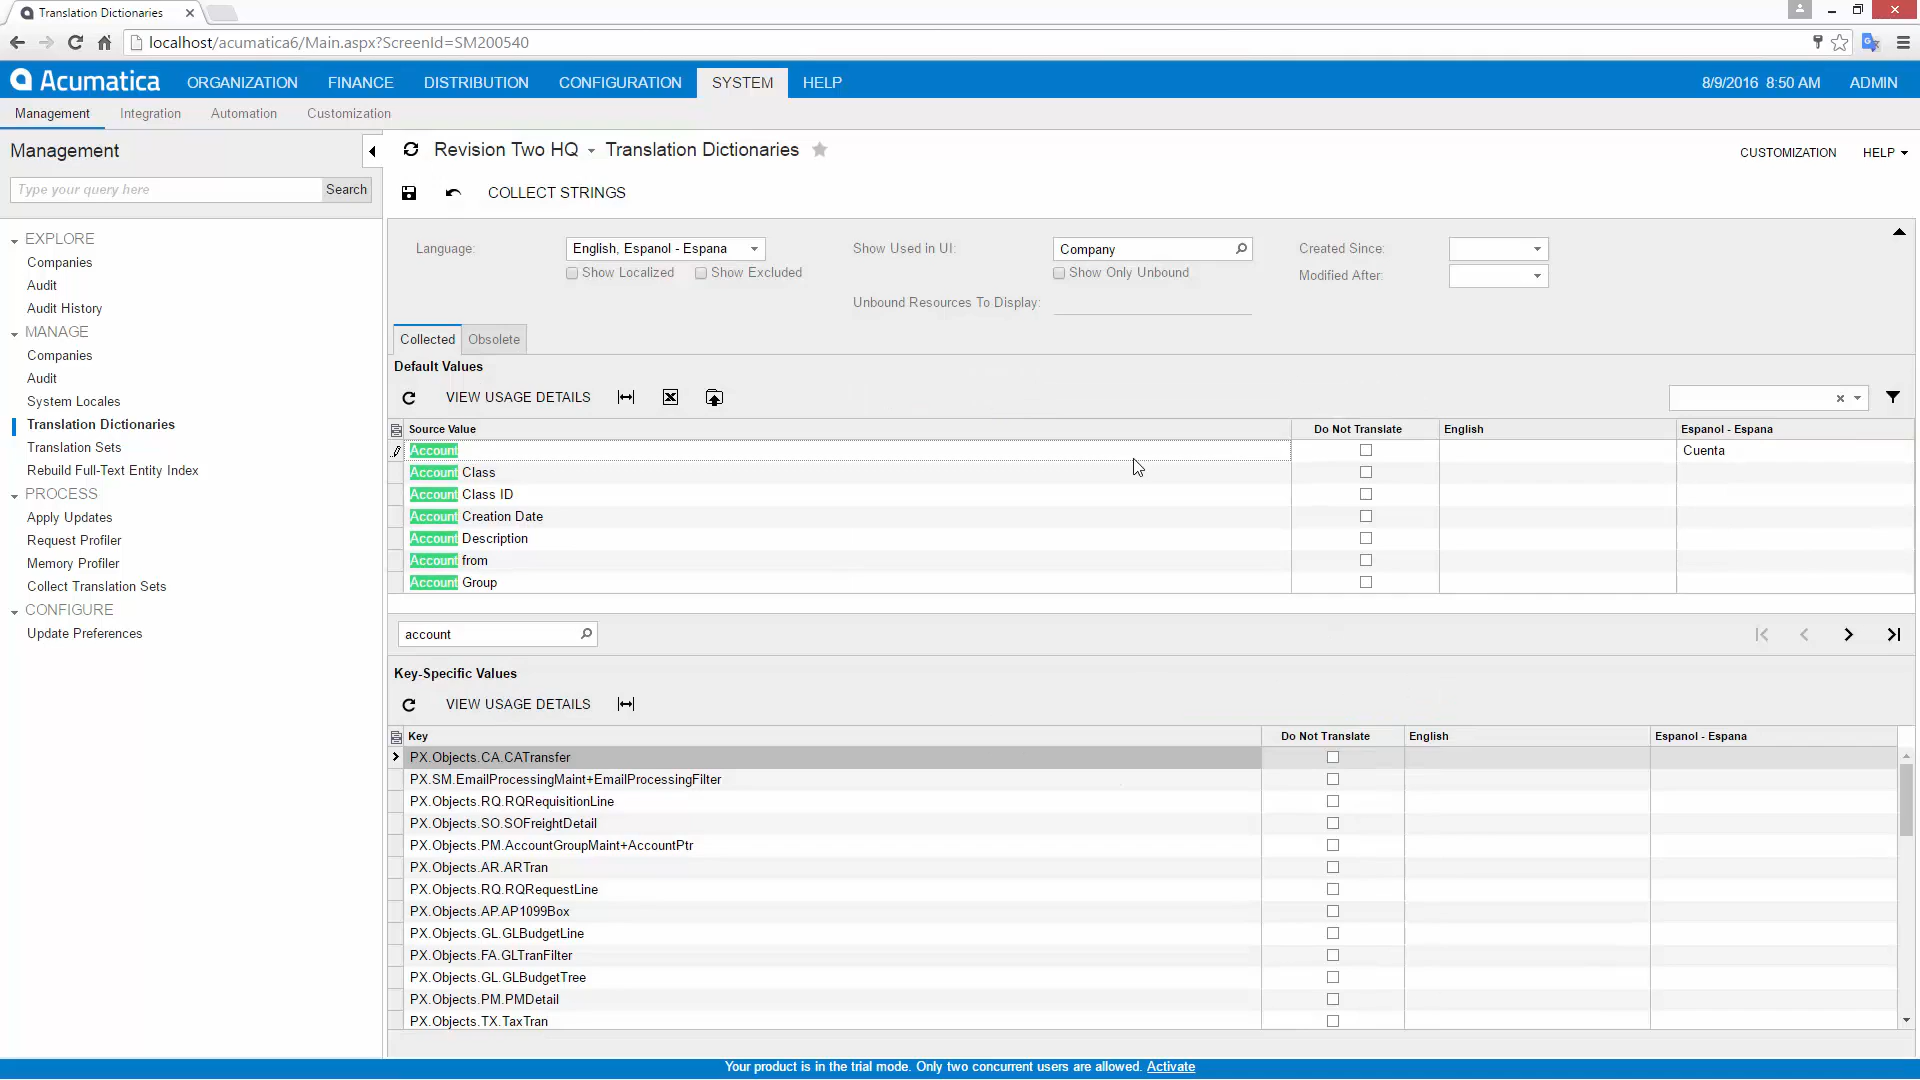 Translation Dictionaries
localhost/acumatica6/Main.aspx?ScreenId=SM200540
Acumatica ORGANIZATION FINANCE DISTRIBUTION CONFIGURATION SYSTEM HELP 8/9/2016 8:50 AM ADMIN
Management Integration Automation Customization
Management
Type your query here Search
EXPLORE
Companies
Audit
Audit History
MANAGE
Companies
Audit
System Locales
Translation Dictionaries
Translation Sets
Rebuild Full-Text Entity Index
PROCESS
Apply Updates
Request Profiler
Memory Profiler
Collect Translation Sets
CONFIGURE
Update Preferences
Revision Two HQ Translation Dictionaries
CUSTOMIZATION HELP
COLLECT STRINGS
Language: English, Espanol - Espana Show Used in UI: Company Created Since:
Show Localized Show Excluded Show Only Unbound Modified After:
Unbound Resources To Display:
Collected Obsolete
Default Values
VIEW USAGE DETAILS
Source Value Do Not Translate English Espanol - Espana
Account Cuenta
Account Class
Account Class ID
Account Creation Date
Account Description
Account from
Account Group
account
Key-Specific Values
VIEW USAGE DETAILS
Key Do Not Translate English Espanol - Espana
PX.Objects.CA.CATransfer
PX.SM.EmailProcessingMaint+EmailProcessingFilter
PX.Objects.RQ.RQRequisitionLine
PX.Objects.SO.SOFreightDetail
PX.Objects.PM.AccountGroupMaint+AccountPtr
PX.Objects.AR.ARTran
PX.Objects.RQ.RQRequestLine
PX.Objects.AP.AP1099Box
PX.Objects.GL.GLBudgetLine
PX.Objects.FA.GLTranFilter
PX.Objects.GL.GLBudgetTree
PX.Objects.PM.PMDetail
PX.Objects.TX.TaxTran
Your product is in the trial mode. Only two concurrent users are allowed. Activate